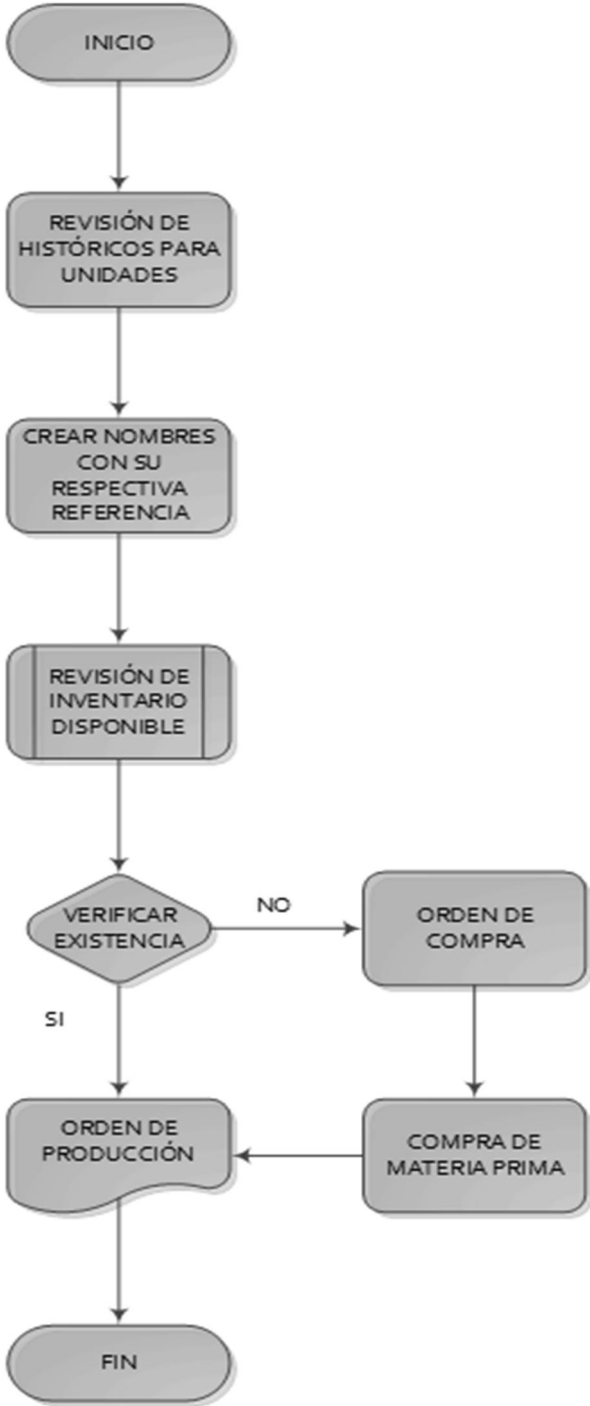 INICIO
REVISIÓN DE
HISTÓRICOS PARA
UNIDADES
CREAR NOMBRES
CON SU
RESPECTIVA
REFERENCIA
REVISIÓN DE
INVENTARIO
DISPONIBLE
VERIFICAR
EXISTENCIA
NO
ORDEN DE
COMPRA
SI
ORDEN DE
PRODUCCIÓN
COMPRA DE
MATERIA PRIMA
FIN